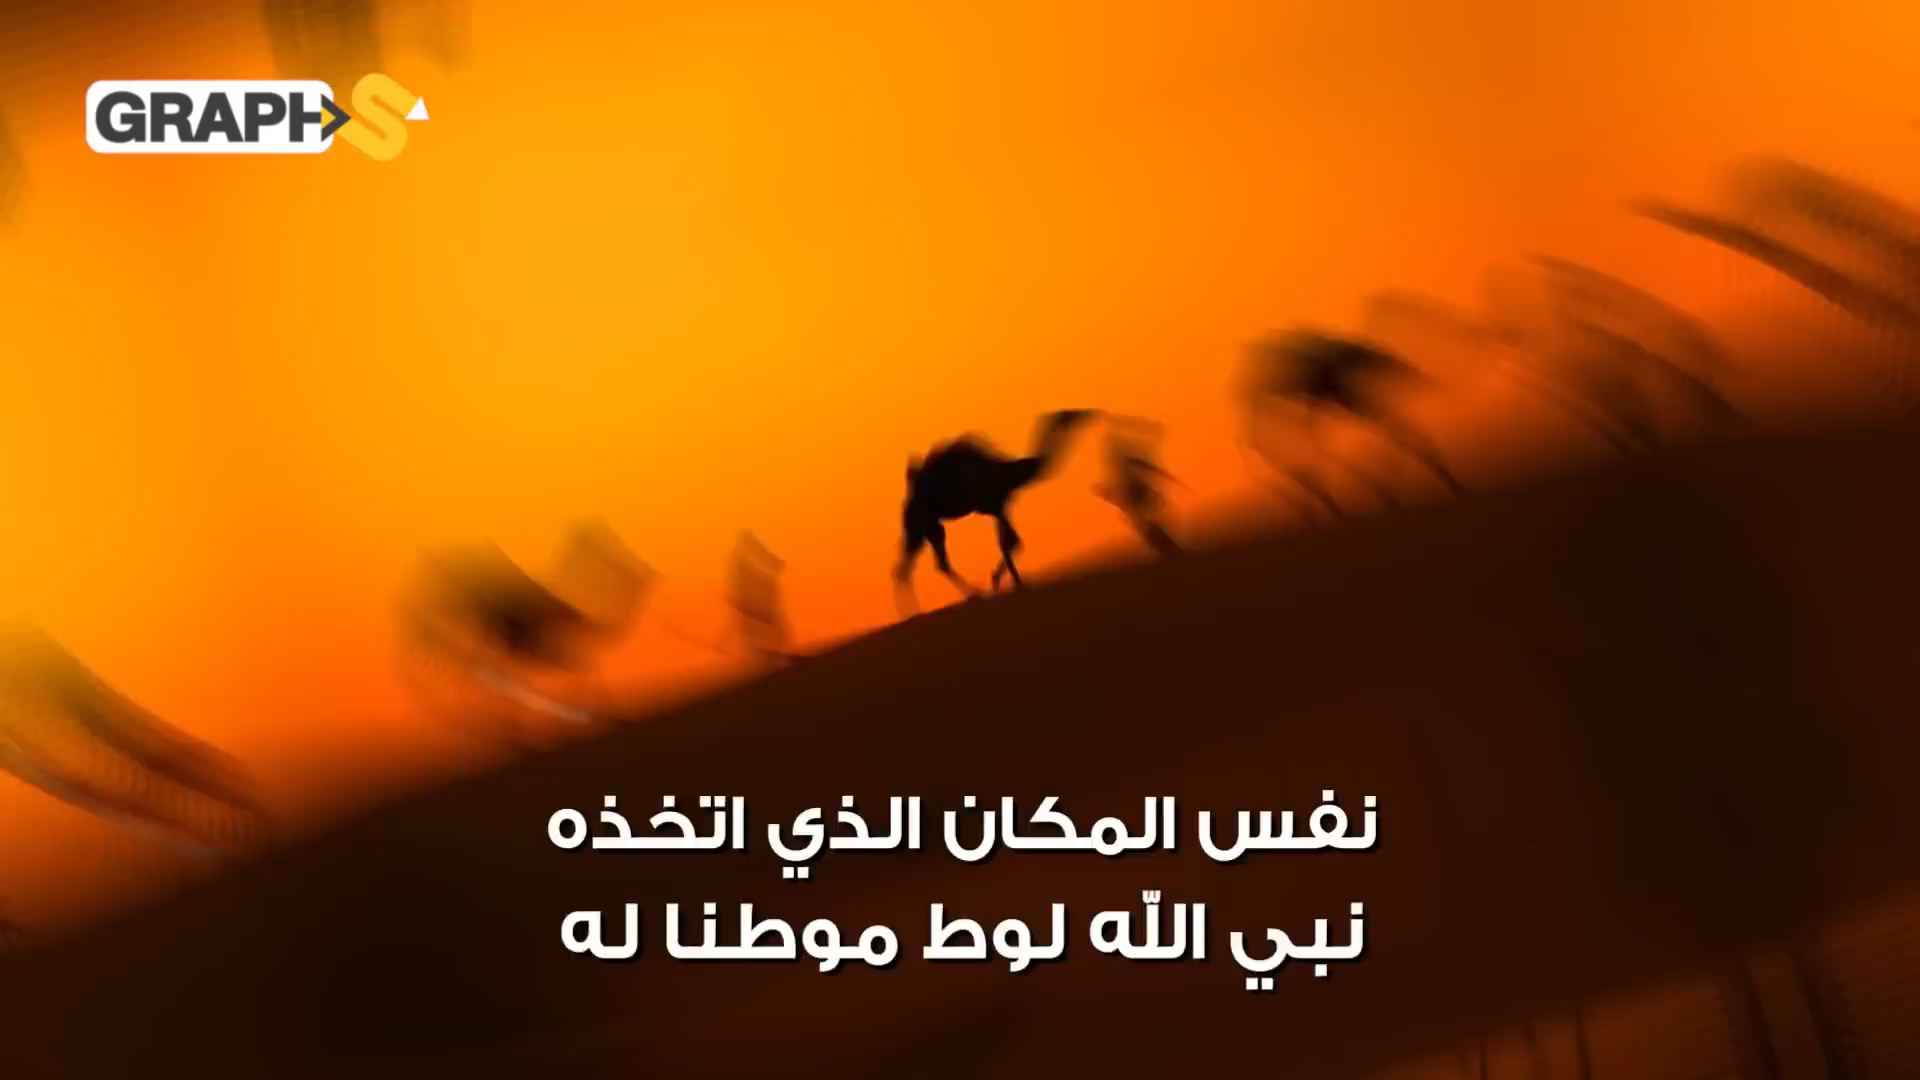 GRAPHS
نفس المكان الذي اتخذه
نبي الله لوط موطنا له